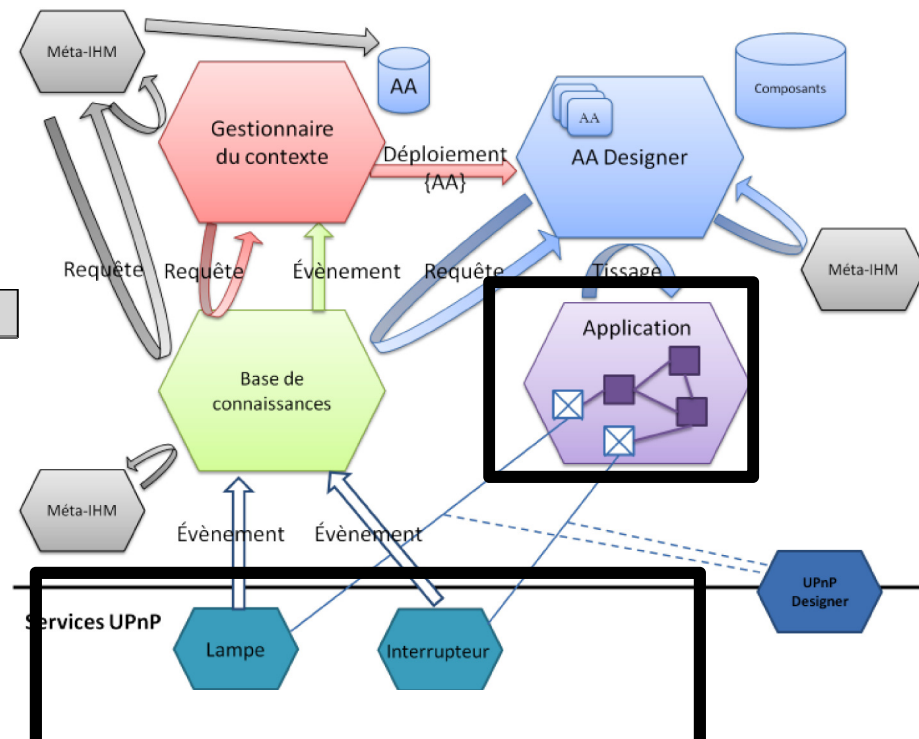 Méta-IHM
AA
Composants
Gestionnaire
du contexte
AA
AA Designer
Déploiement
{AA}
Requête
Requête
Évènement
Requête
Tissage
Méta-IHM
Application
Base de
connaissances
Méta-IHM
Évènement
Évènement
UPnP
Designer
Services UPnP
Lampe
Interrupteur